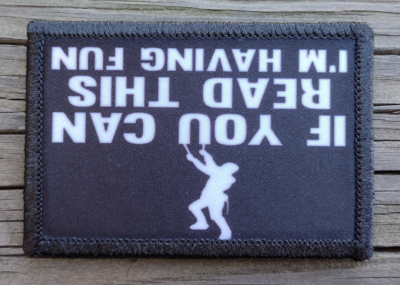 IF YOU CAN
READ THIS
I'M HAVING FUN